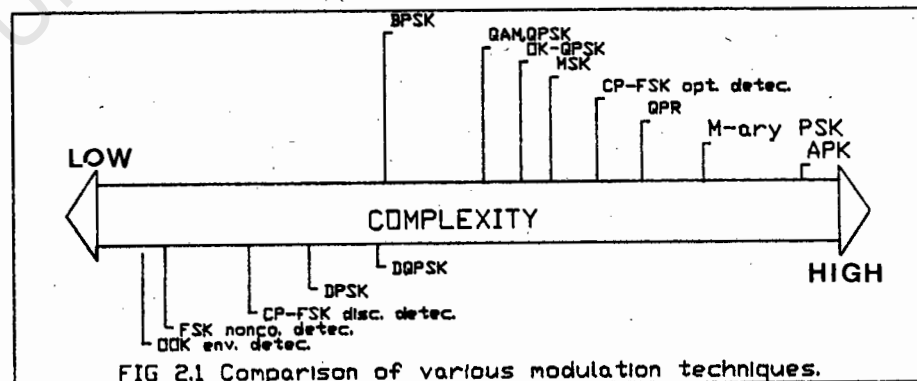 BPSK
QAM,QPSK
OK-QPSK
MSK
CP-FSK opt. detec.
QPR
M-ary PSK
APK
LOW
COMPLEXITY
HIGH
DQPSK
DPSK
CP-FSK disc. detec.
FSK nonco. detec.
OOK env. detec.
FIG 2.1 Comparison of various modulation techniques.